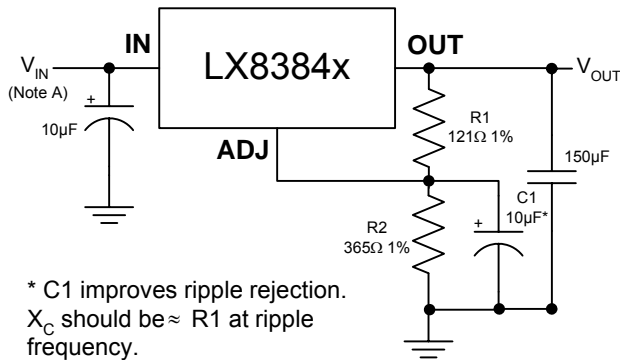 IN
OUT
LX8384x
V_IN
V_OUT
(Note A)
+
10µF
ADJ
R1
121Ω 1%
150µF
C1
10µF*
+
R2
365Ω 1%
* C1 improves ripple rejection.
X_C should be ≈ R1 at ripple
frequency.